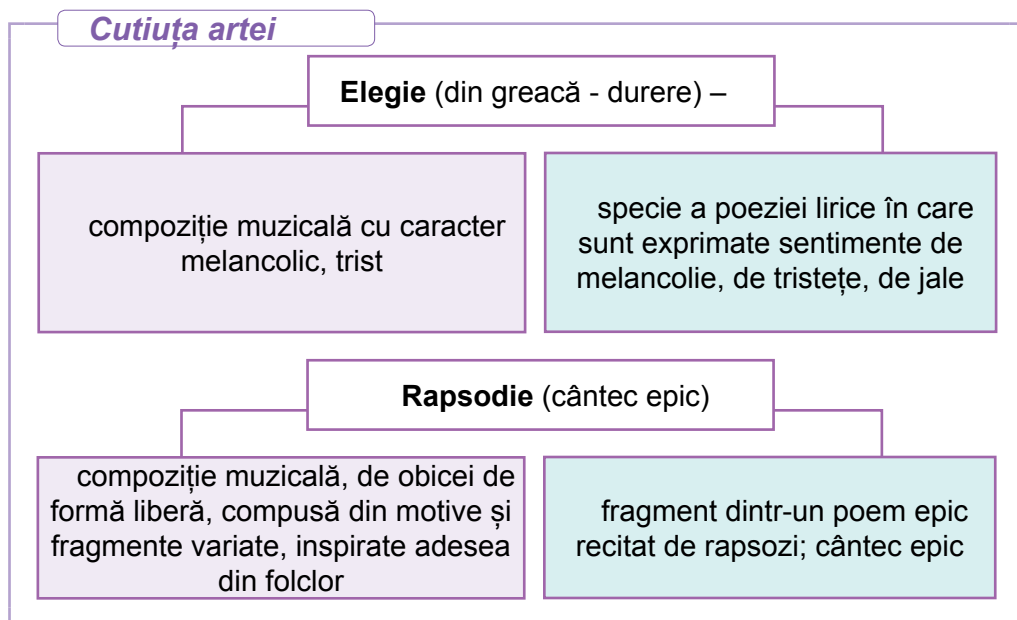 Cutiuța artei
Elegie (din greacă - durere) –
compoziție muzicală cu caracter
melancolic, trist
specie a poeziei lirice în care
sunt exprimate sentimente de
melancolie, de tristețe, de jale
Rapsodie (cântec epic)
compoziție muzicală, de obicei de
formă liberă, compusă din motive și
fragmente variate, inspirate adesea
din folclor
fragment dintr-un poem epic
recitat de rapsozi; cântec epic